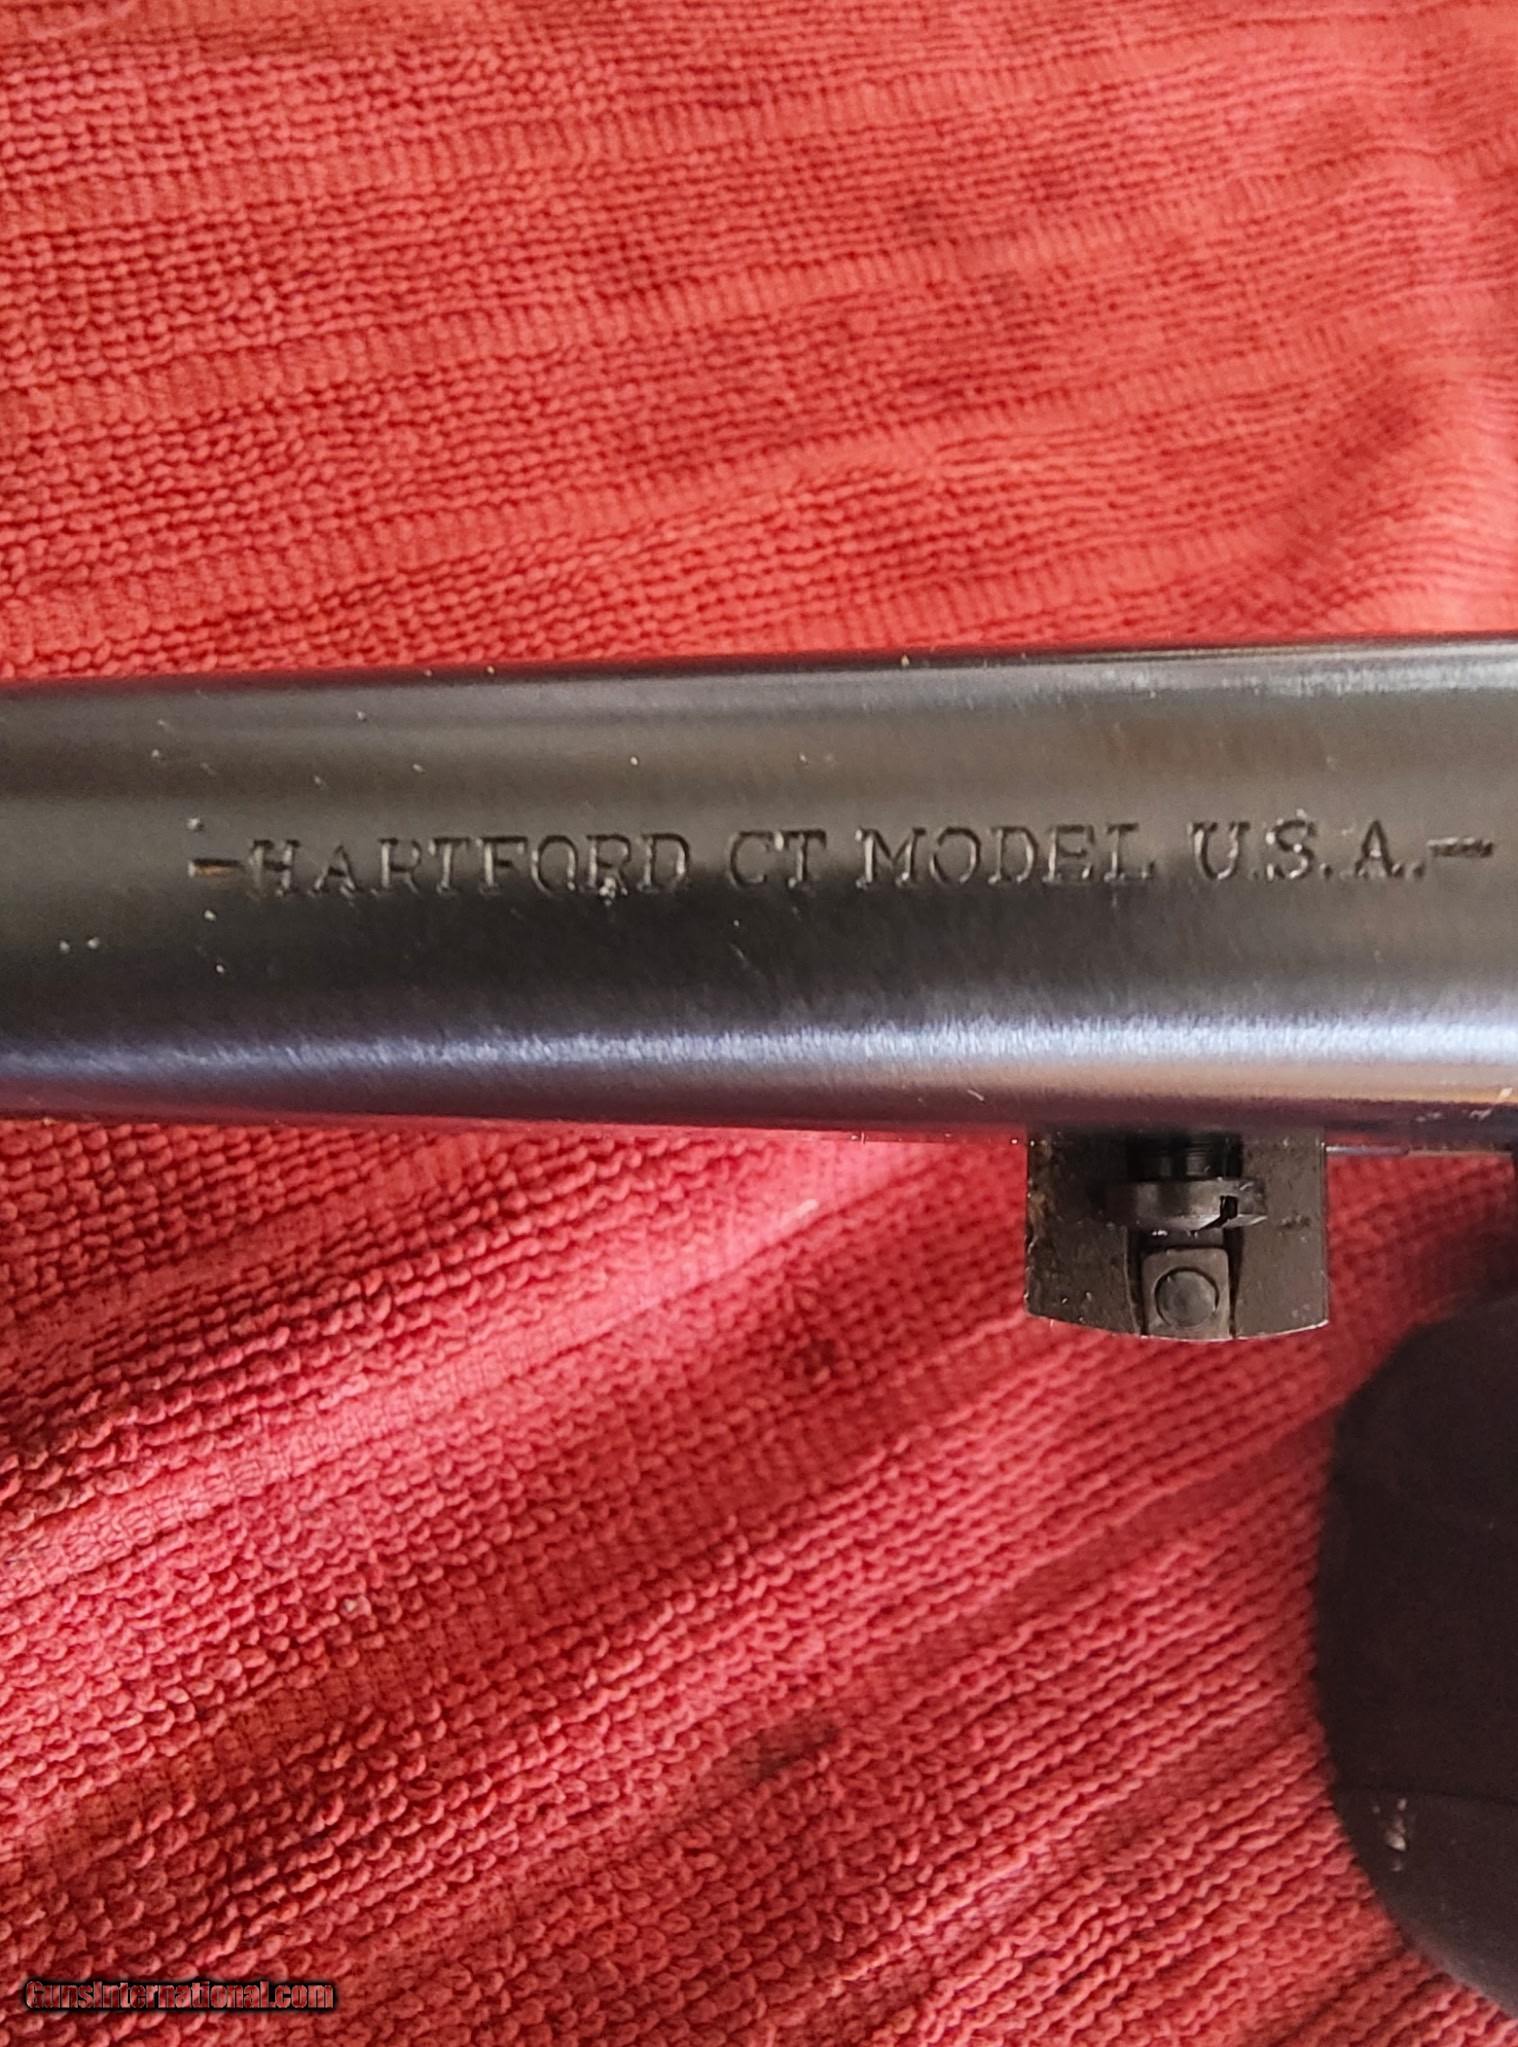 -HARTFORD CT MODEL U.S.A.-
GunsInternational.com